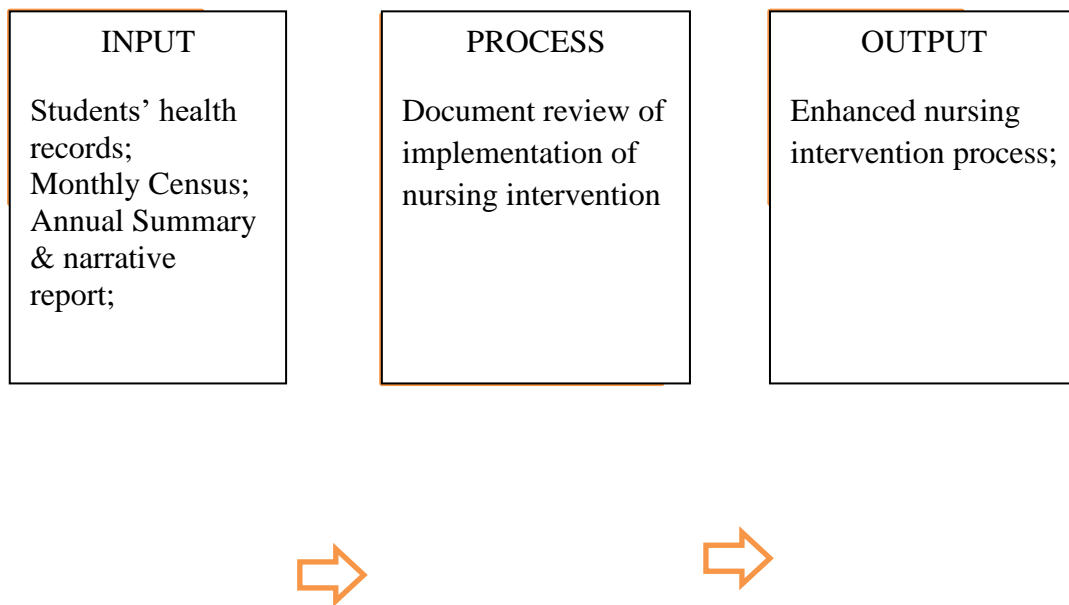 INPUT
Students’ health
records;
Monthly Census;
Annual Summary
& narrative
report;
PROCESS
Document review of
implementation of
nursing intervention
OUTPUT
Enhanced nursing
intervention process;